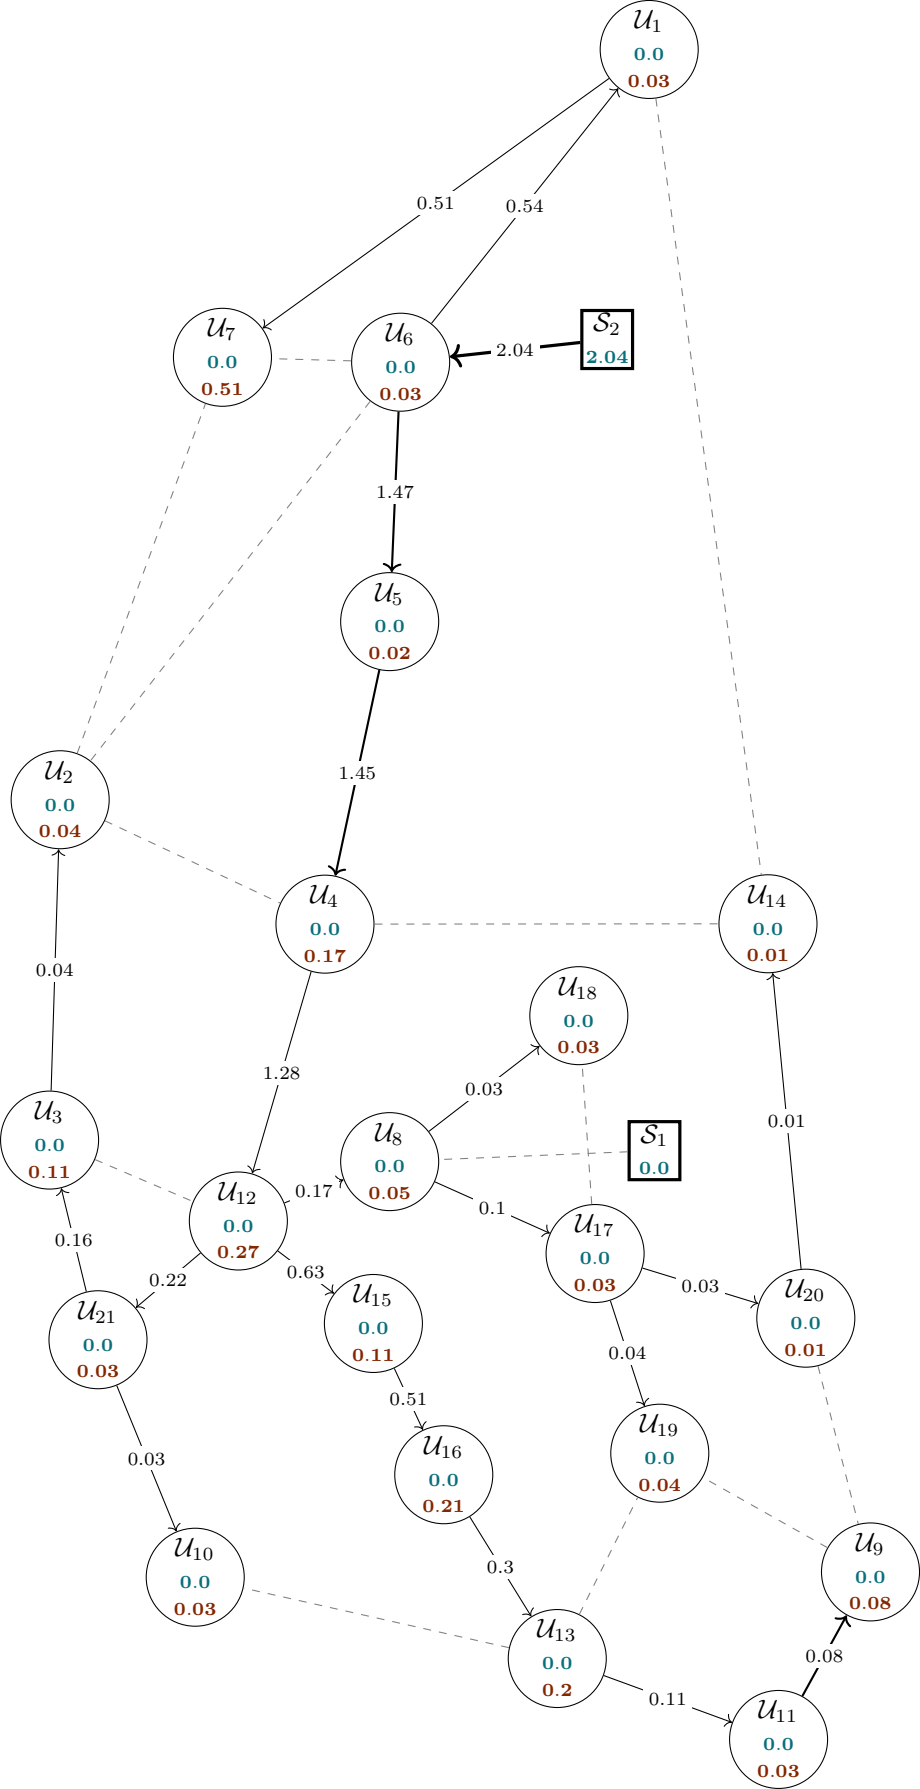 𝒰₁
0.0
0.03
0.51
0.54
𝒮₂
2.04
2.04
𝒰₇
0.0
0.51
𝒰₆
0.0
0.03
1.47
𝒰₅
0.0
0.02
1.45
𝒰₂
0.0
0.04
𝒰₄
0.0
0.17
𝒰₁₄
0.0
0.01
0.04
𝒰₁₈
0.0
0.03
1.28
0.03
0.01
𝒰₃
0.0
0.11
𝒰₈
0.0
0.05
𝒮₁
0.0
𝒰₁₂
0.0
0.27
0.17
0.1
𝒰₁₇
0.0
0.03
0.16
0.22
0.63
0.03
𝒰₂₁
0.0
0.03
𝒰₁₅
0.0
0.11
𝒰₂₀
0.0
0.01
0.04
0.51
𝒰₁₉
0.0
0.04
0.03
𝒰₁₆
0.0
0.21
𝒰₁₀
0.0
0.03
0.3
𝒰₉
0.0
0.08
𝒰₁₃
0.0
0.2
0.08
0.11
𝒰₁₁
0.0
0.03